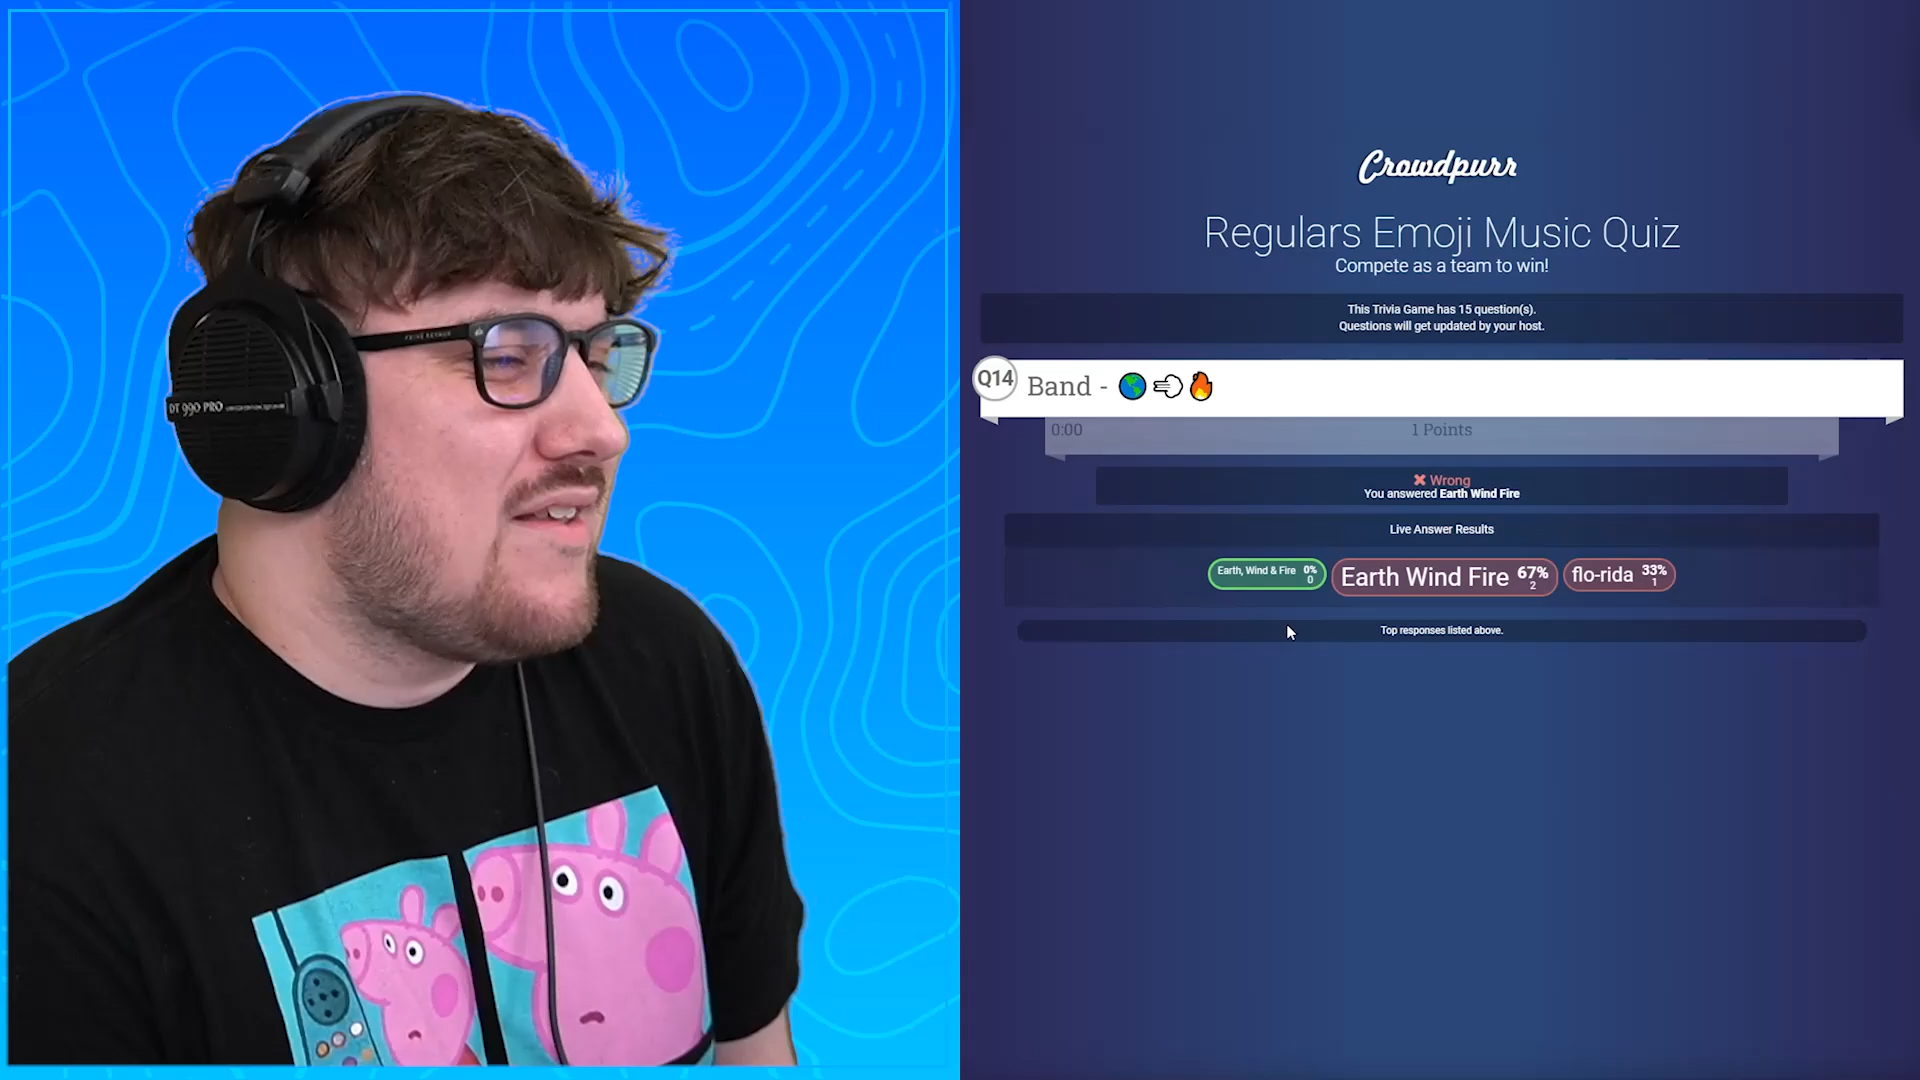 Crowdpurr
Regulars Emoji Music Quiz
Compete as a team to win!
This Trivia Game has 15 question(s).
Questions will get updated by your host.
Q14 Band - 🌎💨🔥
0:00 1 Points
✖ Wrong
You answered Earth Wind Fire
Live Answer Results
Earth, Wind & Fire 0% 0
Earth Wind Fire 67% 2
flo-rida 33% 1
Top responses listed above.
DT 990 PRO